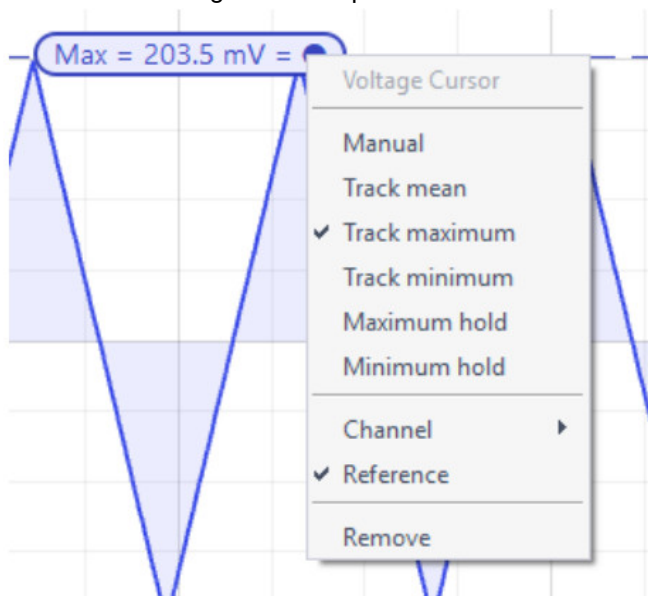 Max = 203.5 mV =
Voltage Cursor
Manual
Track mean
Track maximum
Track minimum
Maximum hold
Minimum hold
Channel
Reference
Remove